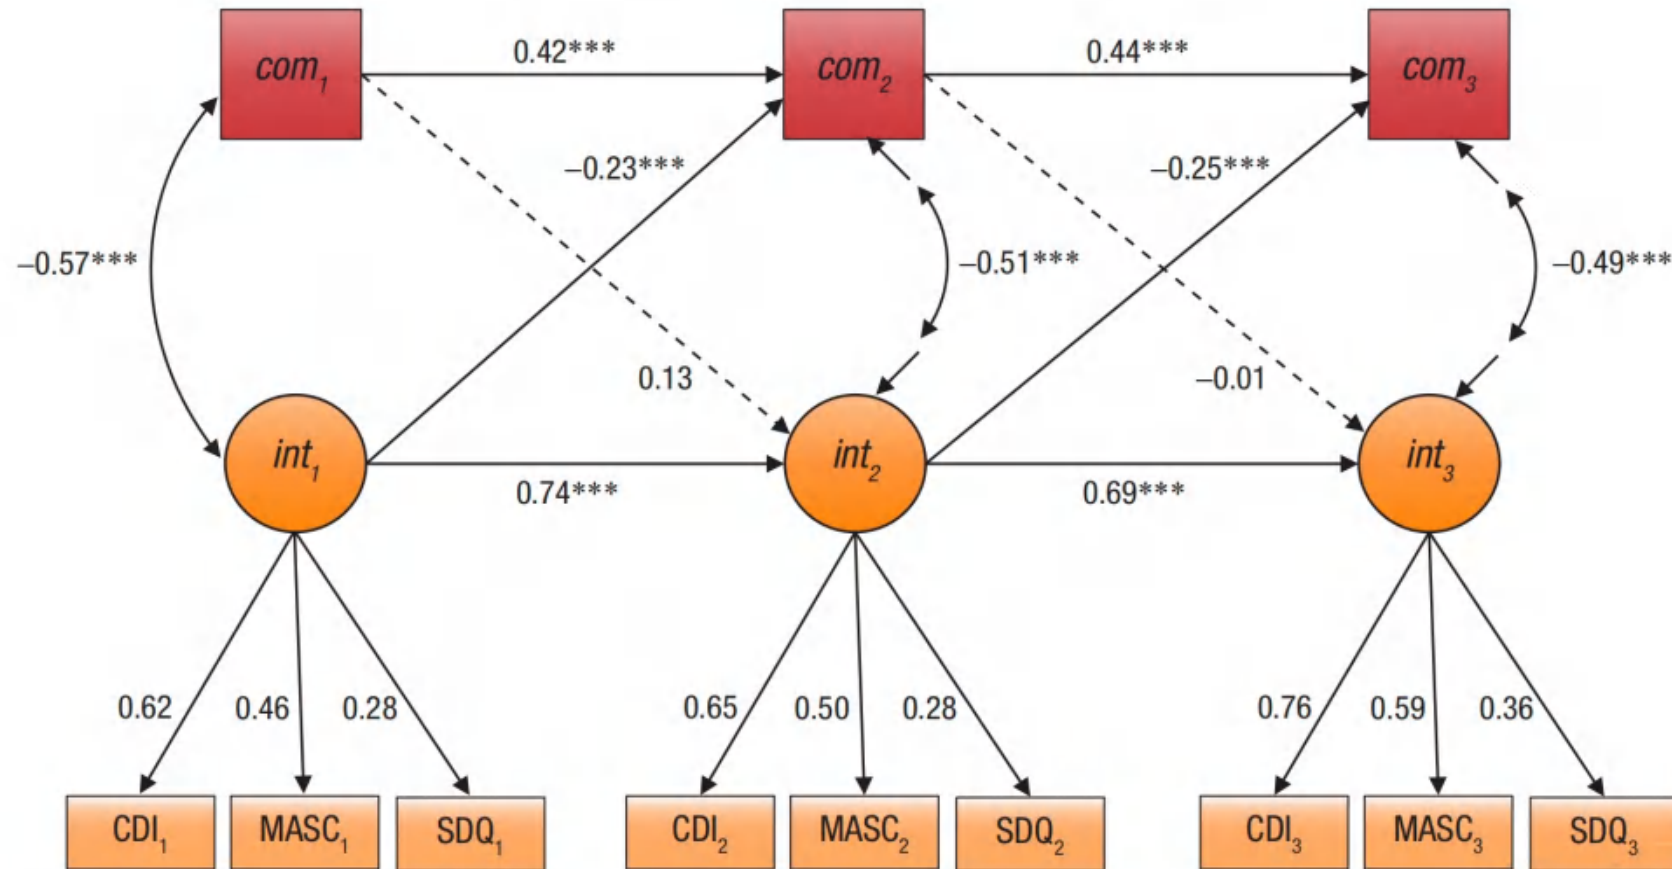 com₁ 0.42*** com₂ 0.44*** com₃
−0.23*** −0.25***
−0.57*** −0.51*** −0.49***
0.13 −0.01
int₁ int₂ int₃
0.74*** 0.69***
0.62 0.46 0.28 0.65 0.50 0.28 0.76 0.59 0.36
CDI₁ MASC₁ SDQ₁ CDI₂ MASC₂ SDQ₂ CDI₃ MASC₃ SDQ₃